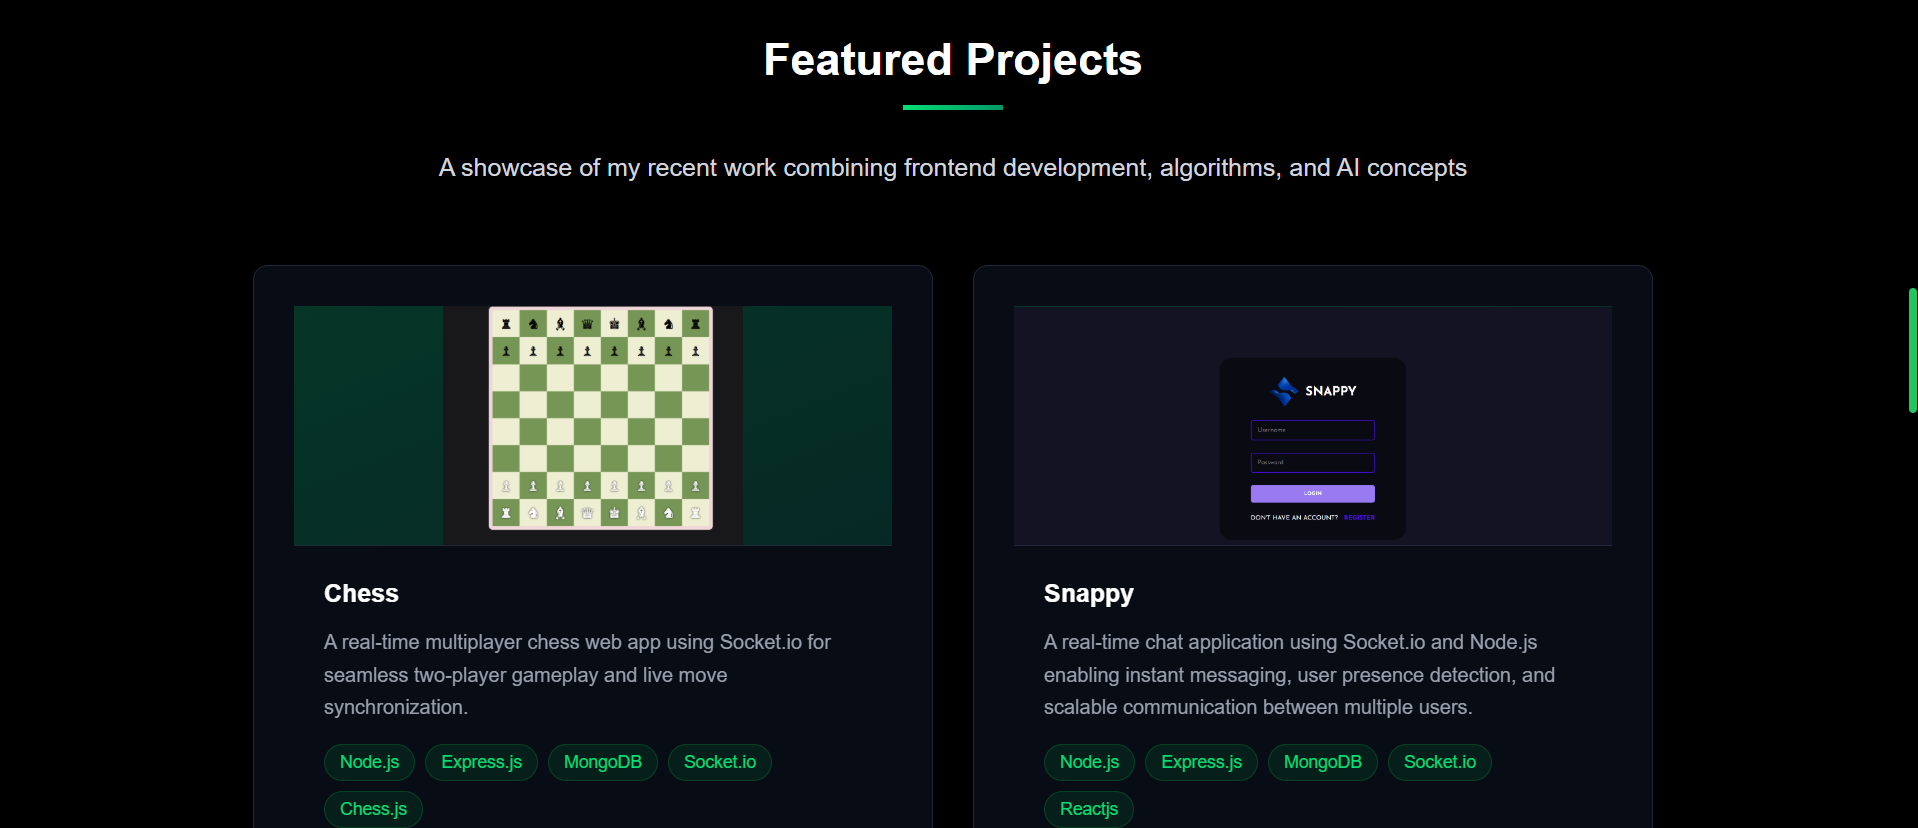 Featured Projects
A showcase of my recent work combining frontend development, algorithms, and AI concepts
SNAPPY
Username
Password
LOGIN
DON'T HAVE AN ACCOUNT? REGISTER
Chess
A real-time multiplayer chess web app using Socket.io for
seamless two-player gameplay and live move
synchronization.
Node.js Express.js MongoDB Socket.io
Chess.js
Snappy
A real-time chat application using Socket.io and Node.js
enabling instant messaging, user presence detection, and
scalable communication between multiple users.
Node.js Express.js MongoDB Socket.io
Reactjs